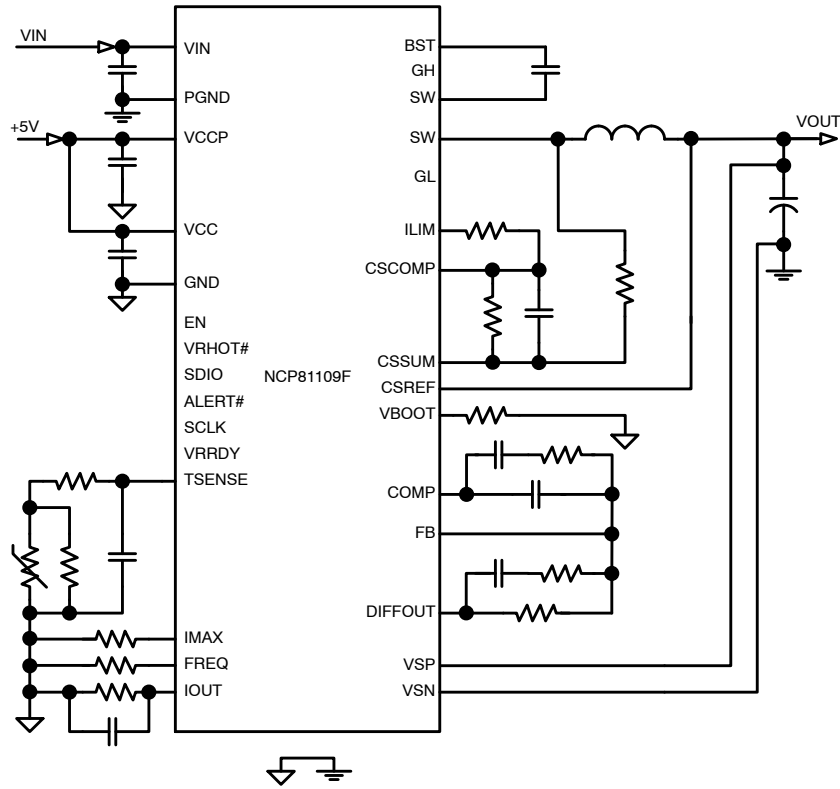 VIN
+5V
VIN
PGND
VCCP
VCC
GND
EN
VRHOT#
SDIO
ALERT#
SCLK
VRRDY
TSENSE
IMAX
FREQ
IOUT
NCP81109F
BST
GH
SW
SW
GL
ILIM
CSCOMP
CSSUM
CSREF
VBOOT
COMP
FB
DIFFOUT
VSP
VSN
VOUT